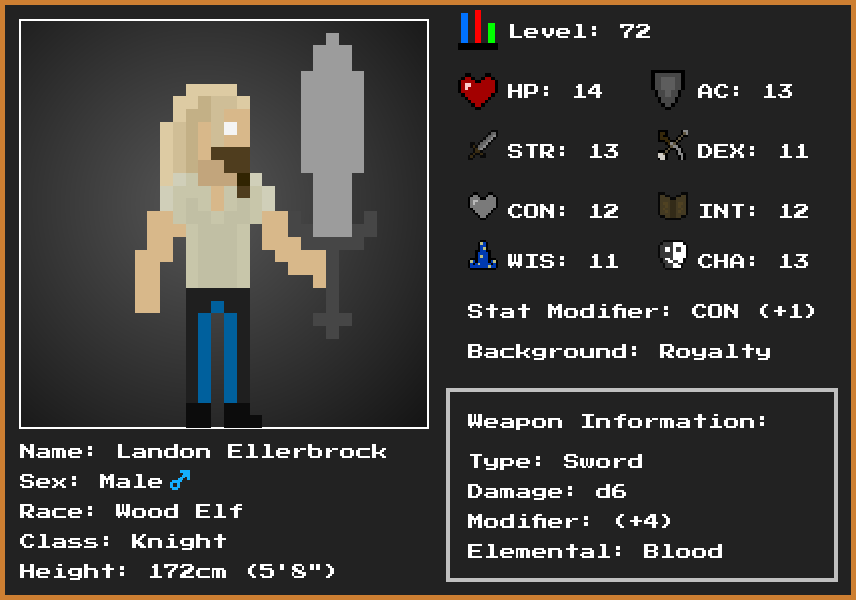 Level: 72
HP: 14 AC: 13
STR: 13 DEX: 11
CON: 12 INT: 12
WIS: 11 CHA: 13
Stat Modifier: CON (+1)
Background: Royalty
Weapon Information:
Type: Sword
Damage: d6
Modifier: (+4)
Elemental: Blood
Name: Landon Ellerbrock
Sex: Male♂
Race: Wood Elf
Class: Knight
Height: 172cm (5'8")